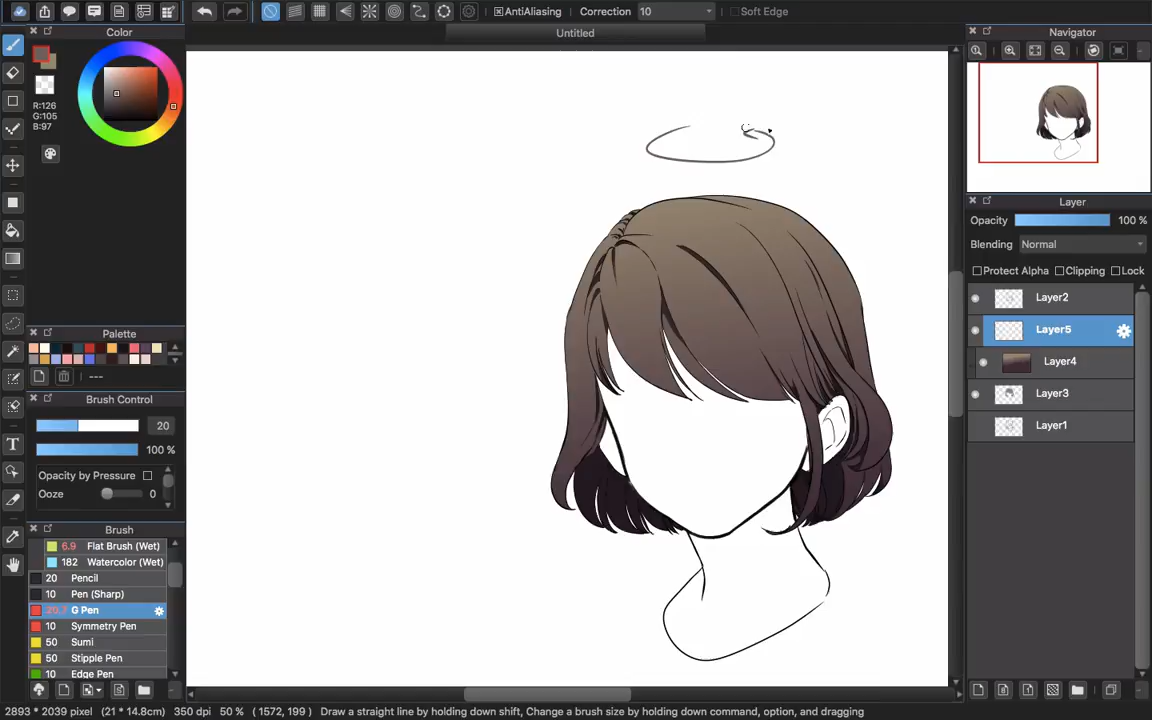 AntiAliasing Correction 10 Soft Edge
Untitled
Color
R:126
G:105
B:97
Palette
---
Brush Control
20
100 %
Opacity by Pressure
Ooze 0
Brush
6.9 Flat Brush (Wet)
182 Watercolor (Wet)
20 Pencil
10 Pen (Sharp)
20.7 G Pen
10 Symmetry Pen
50 Sumi
50 Stipple Pen
10 Edge Pen
Navigator
Layer
Opacity 100 %
Blending Normal
Protect Alpha Clipping Lock
Layer2
Layer5
Layer4
Layer3
Layer1
2893 * 2039 pixel (21 * 14.8cm) 350 dpi 50 % ( 1572, 199 ) Draw a straight line by holding down shift, Change a brush size by holding down command, option, and dragging